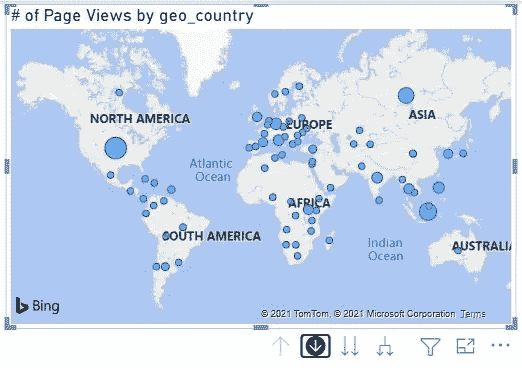 # of Page Views by geo_country
NORTH AMERICA
EUROPE
ASIA
Atlantic
Ocean
AFRICA
SOUTH AMERICA
Indian
Ocean
AUSTRALIA
Bing
© 2021 TomTom, © 2021 Microsoft Corporation Terms